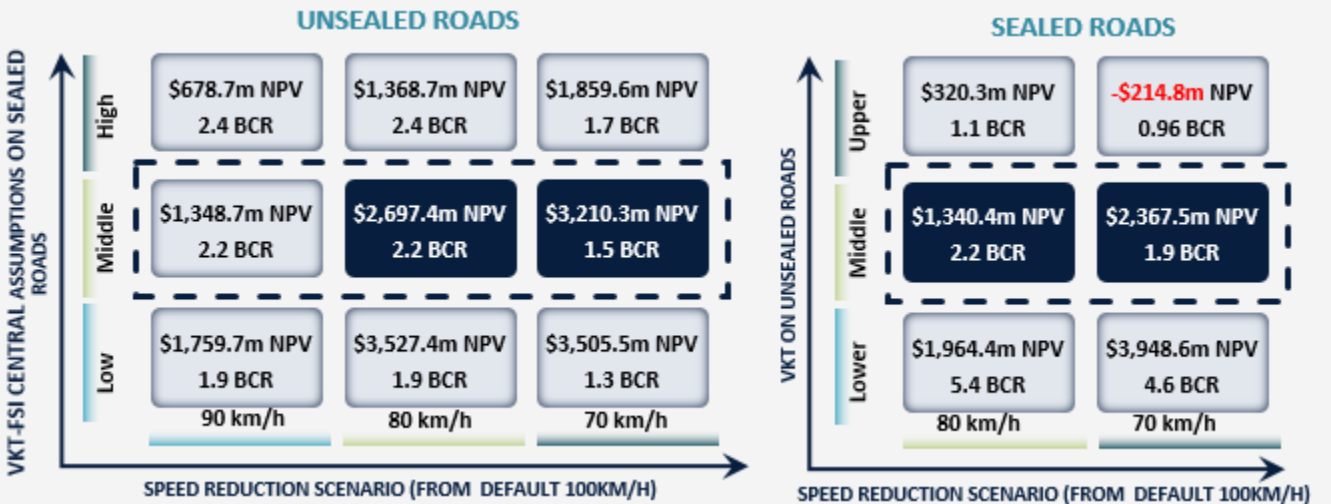 UNSEALED ROADS
VKT-FSI CENTRAL ASSUMPTIONS ON SEALED
ROADS
High
$678.7m NPV
2.4 BCR
$1,368.7m NPV
2.4 BCR
$1,859.6m NPV
1.7 BCR
Middle
$1,348.7m NPV
2.2 BCR
$2,697.4m NPV
2.2 BCR
$3,210.3m NPV
1.5 BCR
Low
$1,759.7m NPV
1.9 BCR
$3,527.4m NPV
1.9 BCR
$3,505.5m NPV
1.3 BCR
90 km/h
80 km/h
70 km/h
SPEED REDUCTION SCENARIO (FROM DEFAULT 100KM/H)
SEALED ROADS
VKT ON UNSEALED ROADS
Upper
$320.3m NPV
1.1 BCR
-$214.8m NPV
0.96 BCR
Middle
$1,340.4m NPV
2.2 BCR
$2,367.5m NPV
1.9 BCR
Lower
$1,964.4m NPV
5.4 BCR
$3,948.6m NPV
4.6 BCR
80 km/h
70 km/h
SPEED REDUCTION SCENARIO (FROM DEFAULT 100KM/H)